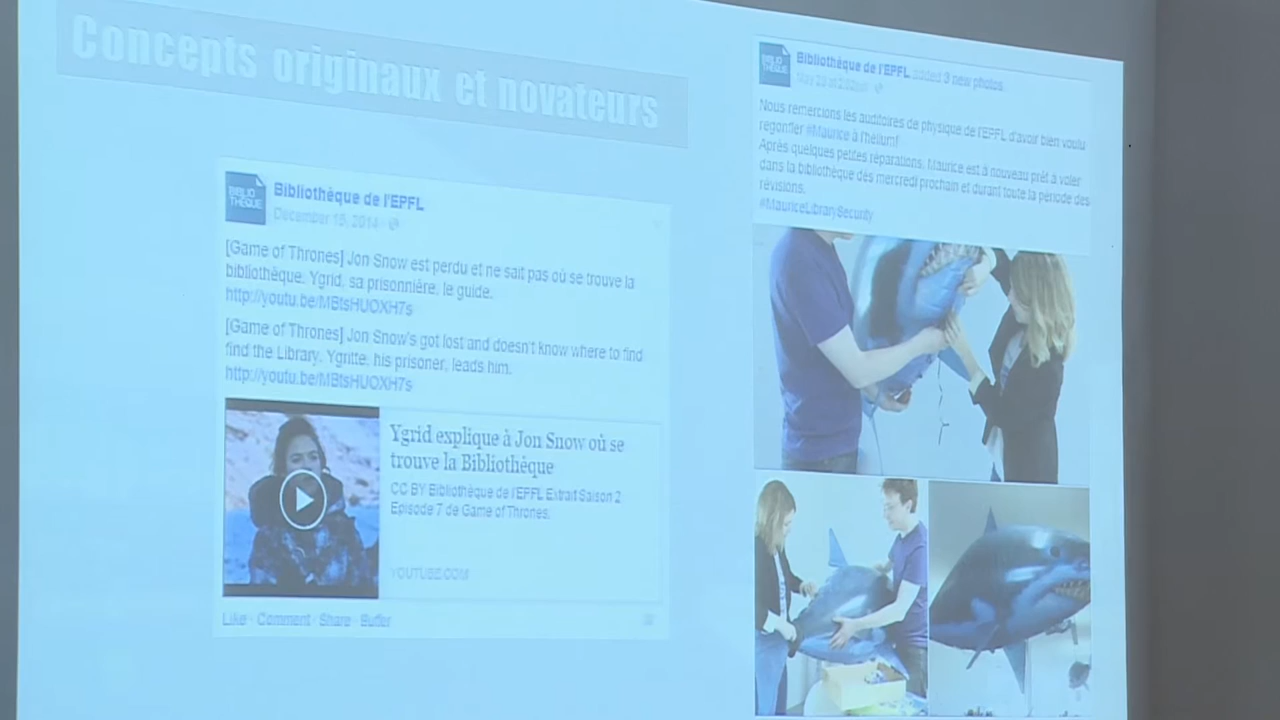 Concepts originaux et novateurs
BIBLIO
THÈQUE
Bibliothèque de l'EPFL
December 15, 2014
[Game of Thrones] Jon Snow est perdu et ne sait pas où se trouve la
bibliothèque. Ygrid, sa prisonnière, le guide.
http://youtu.be/MBtsHUOXH7s
[Game of Thrones] Jon Snow's got lost and doesn't know where to find
find the Library. Ygritte, his prisoner, leads him.
http://youtu.be/MBtsHUOXH7s
Ygrid explique à Jon Snow où se
trouve la Bibliothèque
CC BY Bibliothèque de l'EPFL Extrait Saison 2
Episode 7 de Game of Thrones.
YOUTUBE.COM
Like · Comment · Share · Buffer
BIBLIO
THÈQUE
Bibliothèque de l'EPFL added 3 new photos
Nous remercions les auditoires de physique de l'EPFL d'avoir bien voulu
regonfler #Maurice à l'hélium!
Après quelques petites réparations, Maurice est à nouveau prêt à voler
dans la bibliothèque dès mercredi prochain et durant toute la période des
révisions.
#MauriceLibrarySecurity